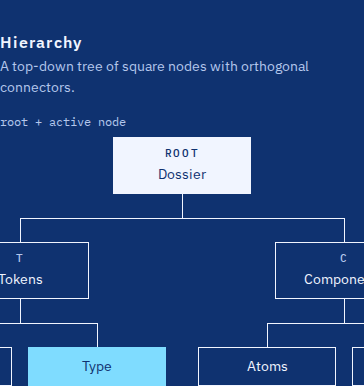 Hierarchy
A top-down tree of square nodes with orthogonal
connectors.
root + active node
ROOT
Dossier
T
Tokens
C
Compone
Type
Atoms